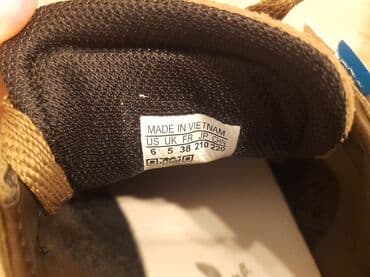 MADE IN VIETNAM
US UK FR JP CHN
6 5 38 210 220